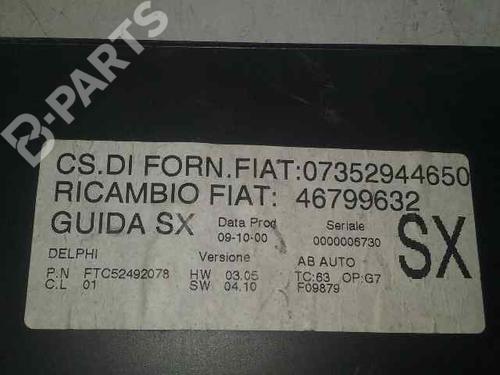 B-PARTS
CS.DI FORN.FIAT:07352944650
RICAMBIO FIAT: 46799632
GUIDA SX Data Prod Seriale SX
09-10-00 0000006730
DELPHI Versione AB AUTO
P.N FTC52492078 HW 03.05 TC:63 OP:G7
C.L 01 SW 04.10 F09879